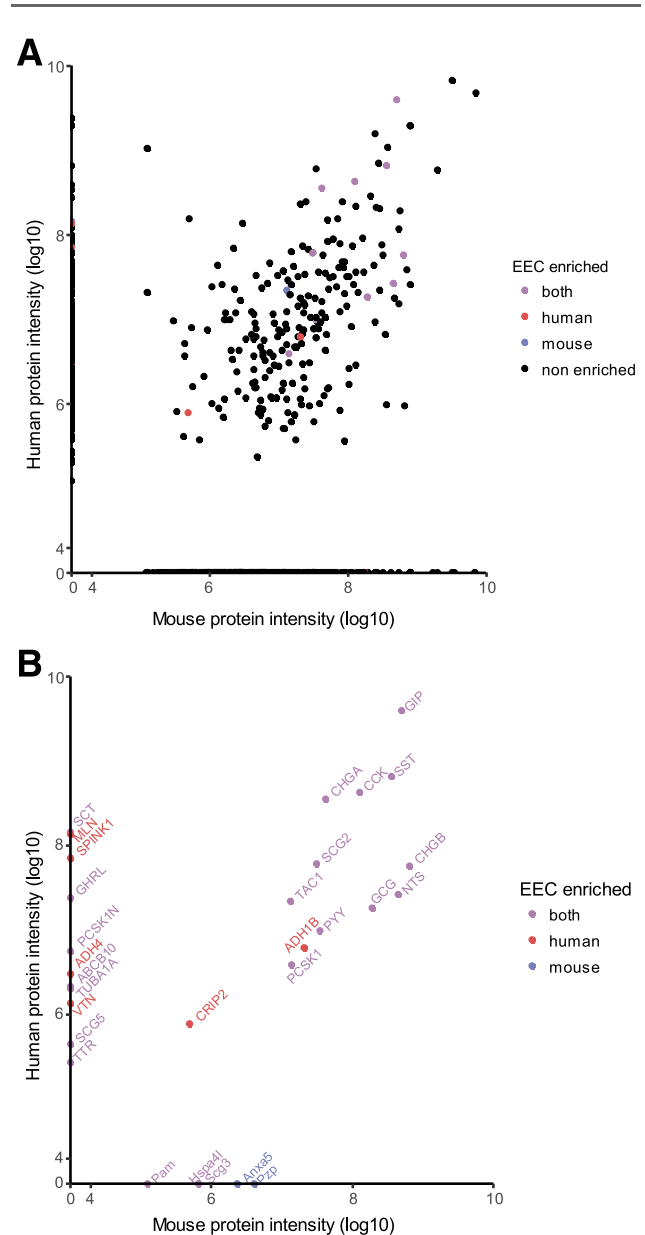 A
10
8
6
4
0
Human protein intensity (log10)
0 4 6 8 10
Mouse protein intensity (log10)
EEC enriched
both
human
mouse
non enriched
B
10
8
6
4
0
Human protein intensity (log10)
GIP
SST
CCK
CHGA
SCT
MLN
SPINK1
SCG2
CHGB
GHRL
TAC1
GCG
NTS
PCSK1N
PYY
ADH1B
PCSK1
ADH4
ABCB10
TUBA1A
VTN
CRIP2
SCG5
TTR
Pam
Hspa4l
Scg3
Anxa5
Pzp
0 4 6 8 10
Mouse protein intensity (log10)
EEC enriched
both
human
mouse